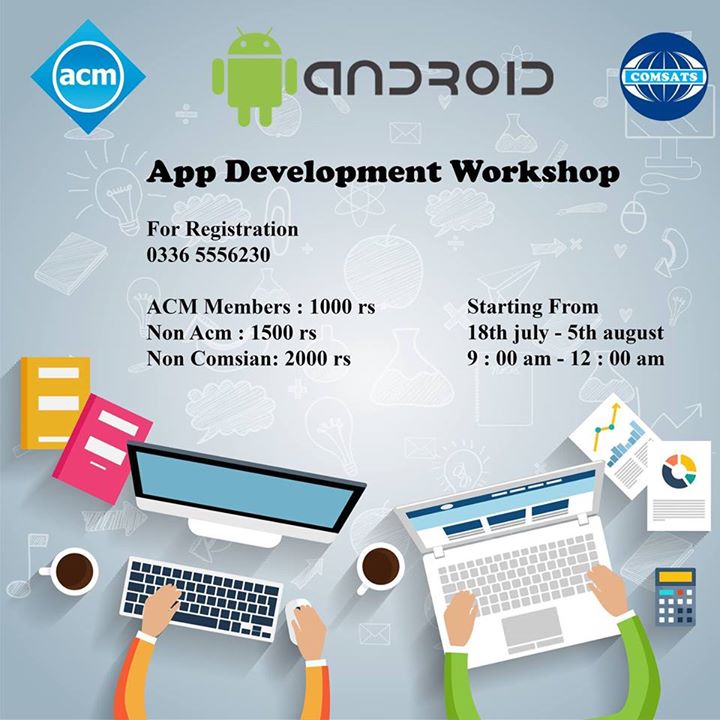 acm
ANDROID
COMSATS
App Development Workshop
For Registration
0336 5556230
ACM Members : 1000 rs
Non Acm : 1500 rs
Non Comsian: 2000 rs
Starting From
18th july - 5th august
9 : 00 am - 12 : 00 am